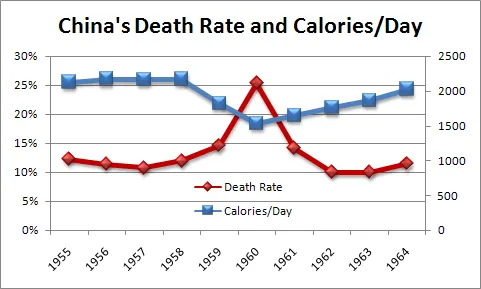 China's Death Rate and Calories/Day
30% 2500
25% 2000
20%
1500
15%
1000
10%
Death Rate
5% 500
Calories/Day
0% 0
1955 1956 1957 1958 1959 1960 1961 1962 1963 1964